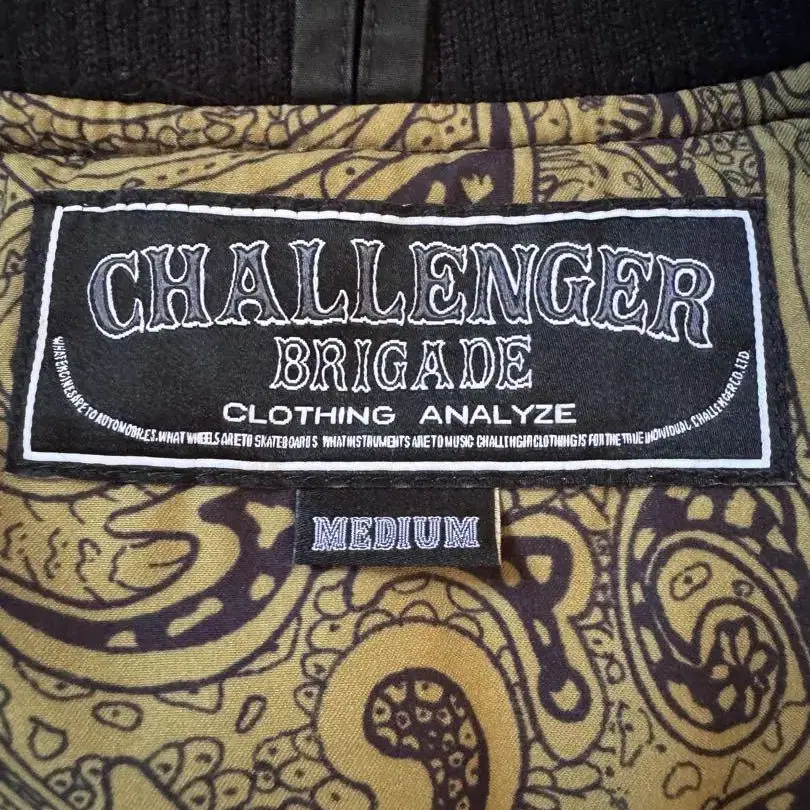 CHALLENGER
BRIGADE
CLOTHING ANALYZE
WHAT ENGINES ARE TO AUTOMOBILES. WHAT WHEELS ARE TO SKATEBOARDS WHAT INSTRUMENTS ARE TO MUSIC CHALLENGER CLOTHING IS FOR THE TRUE INDIVIDUAL CHALLENGER CO. LTD
MEDIUM